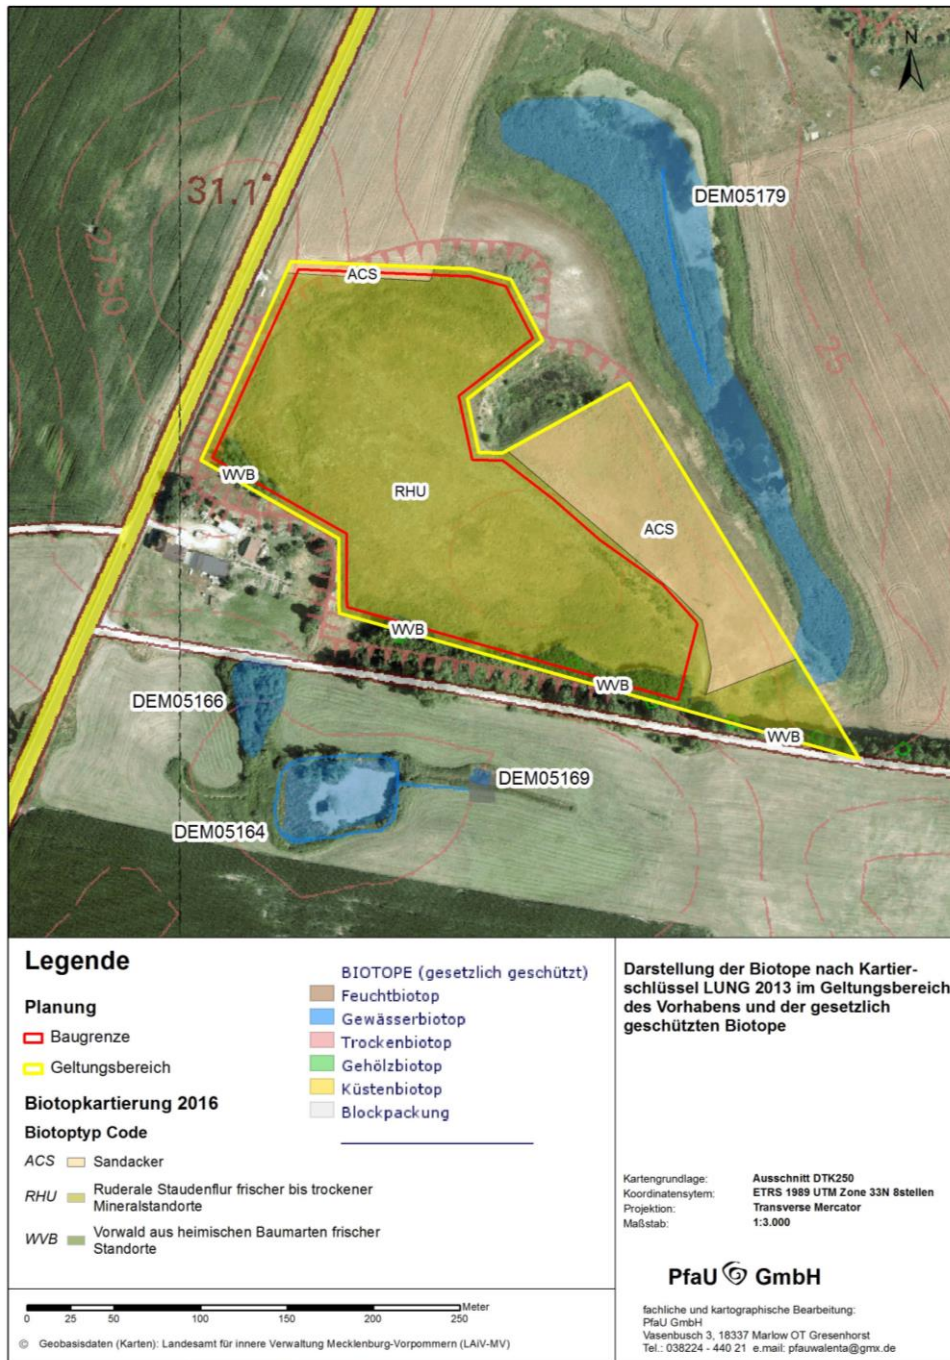 N
31.1
27.50
25
DEM05179
ACS
WVB
RHU
ACS
WVB
WVB
WVB
DEM05166
DEM05169
DEM05164
Legende
Planung
Baugrenze
Geltungsbereich
Biotopkartierung 2016
Biotoptyp Code
ACS Sandacker
RHU Ruderale Staudenflur frischer bis trockener
Mineralstandorte
WVB Vorwald aus heimischen Baumarten frischer
Standorte
BIOTOPE (gesetzlich geschützt)
Feuchtbiotop
Gewässerbiotop
Trockenbiotop
Gehölzbiotop
Küstenbiotop
Blockpackung
Darstellung der Biotope nach Kartier-
schlüssel LUNG 2013 im Geltungsbereich
des Vorhabens und der gesetzlich
geschützten Biotope
Kartengrundlage: Ausschnitt DTK250
Koordinatensytem: ETRS 1989 UTM Zone 33N 8stellen
Projektion: Transverse Mercator
Maßstab: 1:3.000
PfaU GmbH
fachliche und kartographische Bearbeitung:
PfaU GmbH
Vasenbusch 3, 18337 Marlow OT Gresenhorst
Tel.: 038224 - 440 21 e.mail: pfauwalenta@gmx.de
Meter
0 25 50 100 150 200 250
© Geobasisdaten (Karten): Landesamt für innere Verwaltung Mecklenburg-Vorpommern (LAiV-MV)